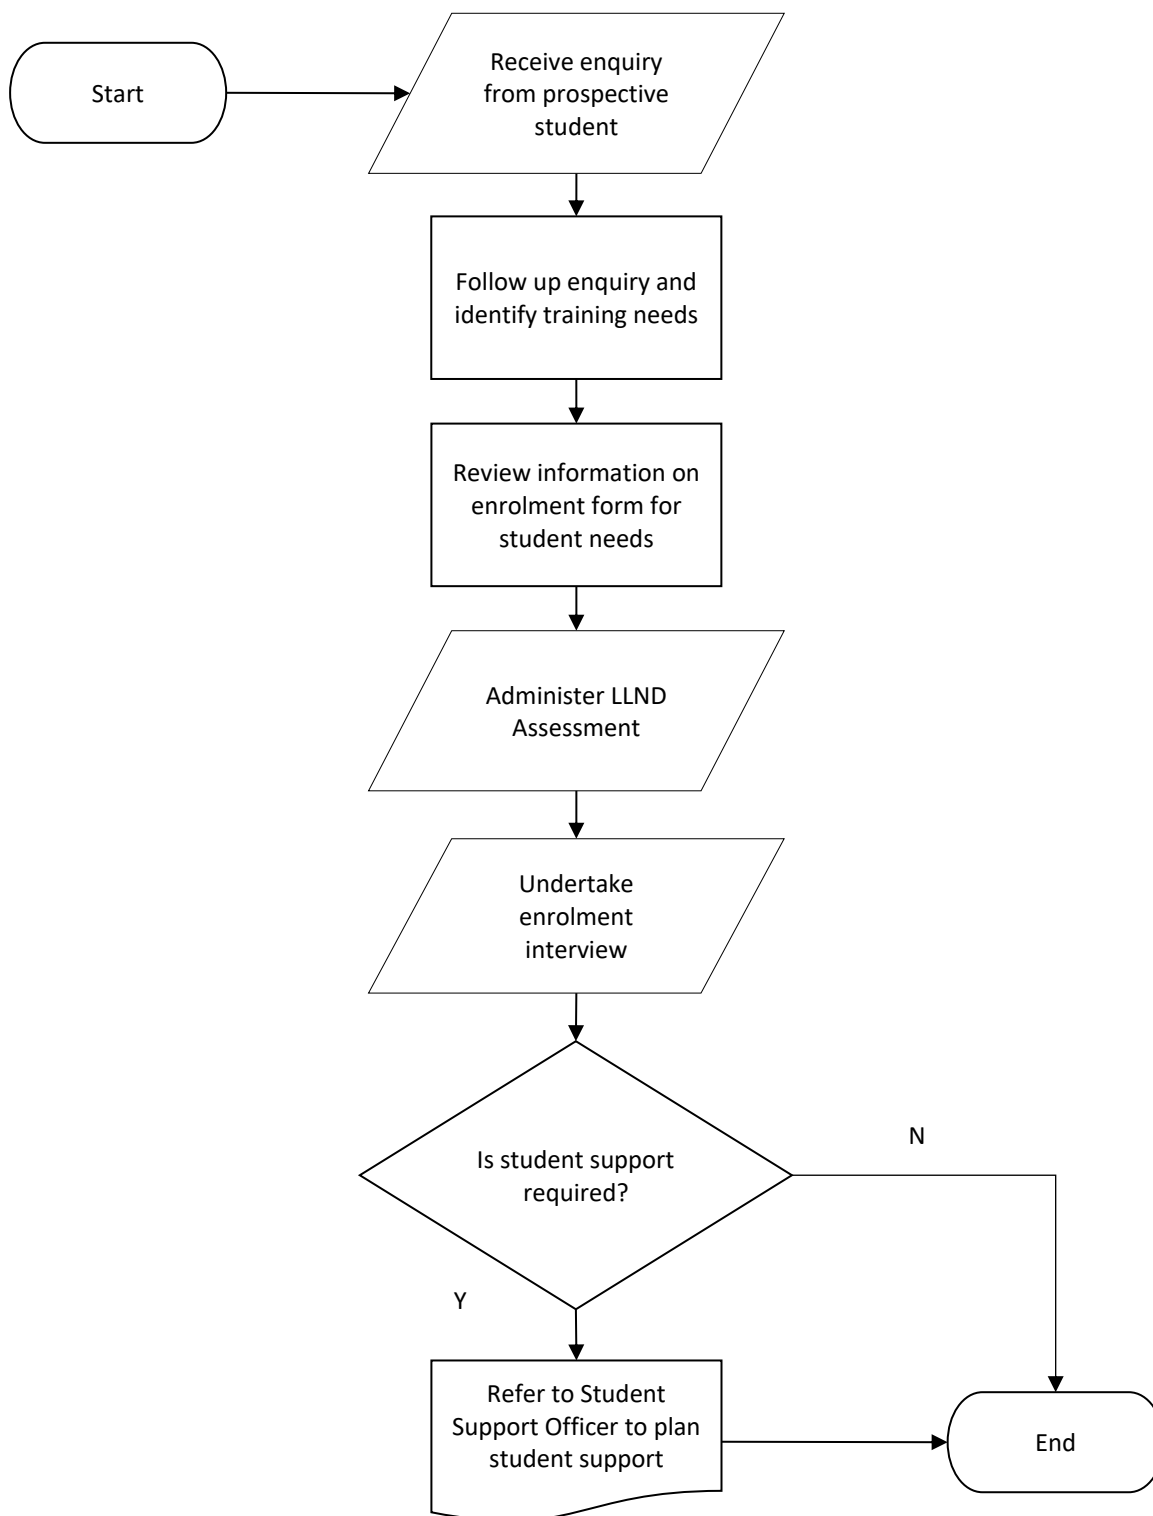 Start
Receive enquiry
from prospective
student
Follow up enquiry and
identify training needs
Review information on
enrolment form for
student needs
Administer LLND
Assessment
Undertake
enrolment
interview
Is student support
required?
N
Y
Refer to Student
Support Officer to plan
student support
End